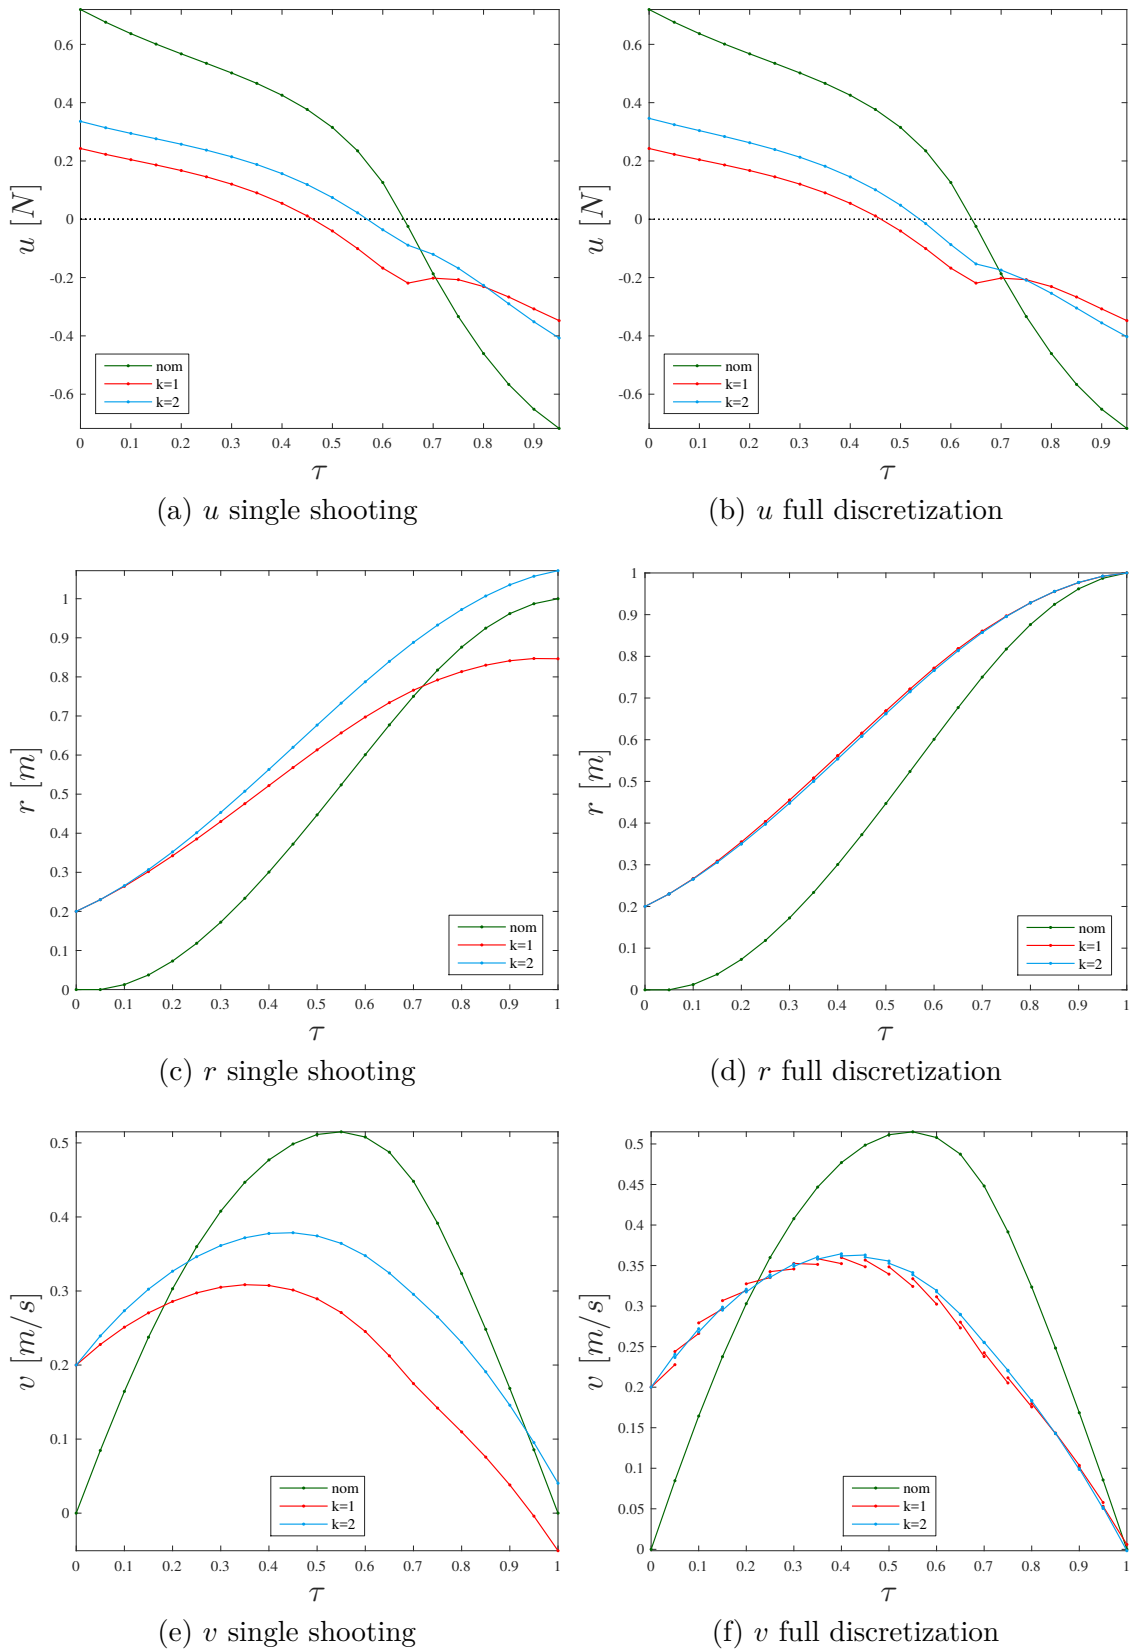 0.6
0.4
0.2
0
-0.2
-0.4
-0.6
u [N]
nom
k=1
k=2
0 0.1 0.2 0.3 0.4 0.5 0.6 0.7 0.8 0.9
τ
(a) u single shooting
0.6
0.4
0.2
0
-0.2
-0.4
-0.6
u [N]
nom
k=1
k=2
0 0.1 0.2 0.3 0.4 0.5 0.6 0.7 0.8 0.9
τ
(b) u full discretization
1
0.9
0.8
0.7
0.6
0.5
0.4
0.3
0.2
0.1
0
r [m]
nom
k=1
k=2
0 0.1 0.2 0.3 0.4 0.5 0.6 0.7 0.8 0.9 1
τ
(c) r single shooting
1
0.9
0.8
0.7
0.6
0.5
0.4
0.3
0.2
0.1
0
r [m]
nom
k=1
k=2
0 0.1 0.2 0.3 0.4 0.5 0.6 0.7 0.8 0.9 1
τ
(d) r full discretization
0.5
0.4
0.3
0.2
0.1
0
v [m/s]
nom
k=1
k=2
0 0.1 0.2 0.3 0.4 0.5 0.6 0.7 0.8 0.9 1
τ
(e) v single shooting
0.5
0.45
0.4
0.35
0.3
0.25
0.2
0.15
0.1
0.05
0
v [m/s]
nom
k=1
k=2
0 0.1 0.2 0.3 0.4 0.5 0.6 0.7 0.8 0.9 1
τ
(f) v full discretization